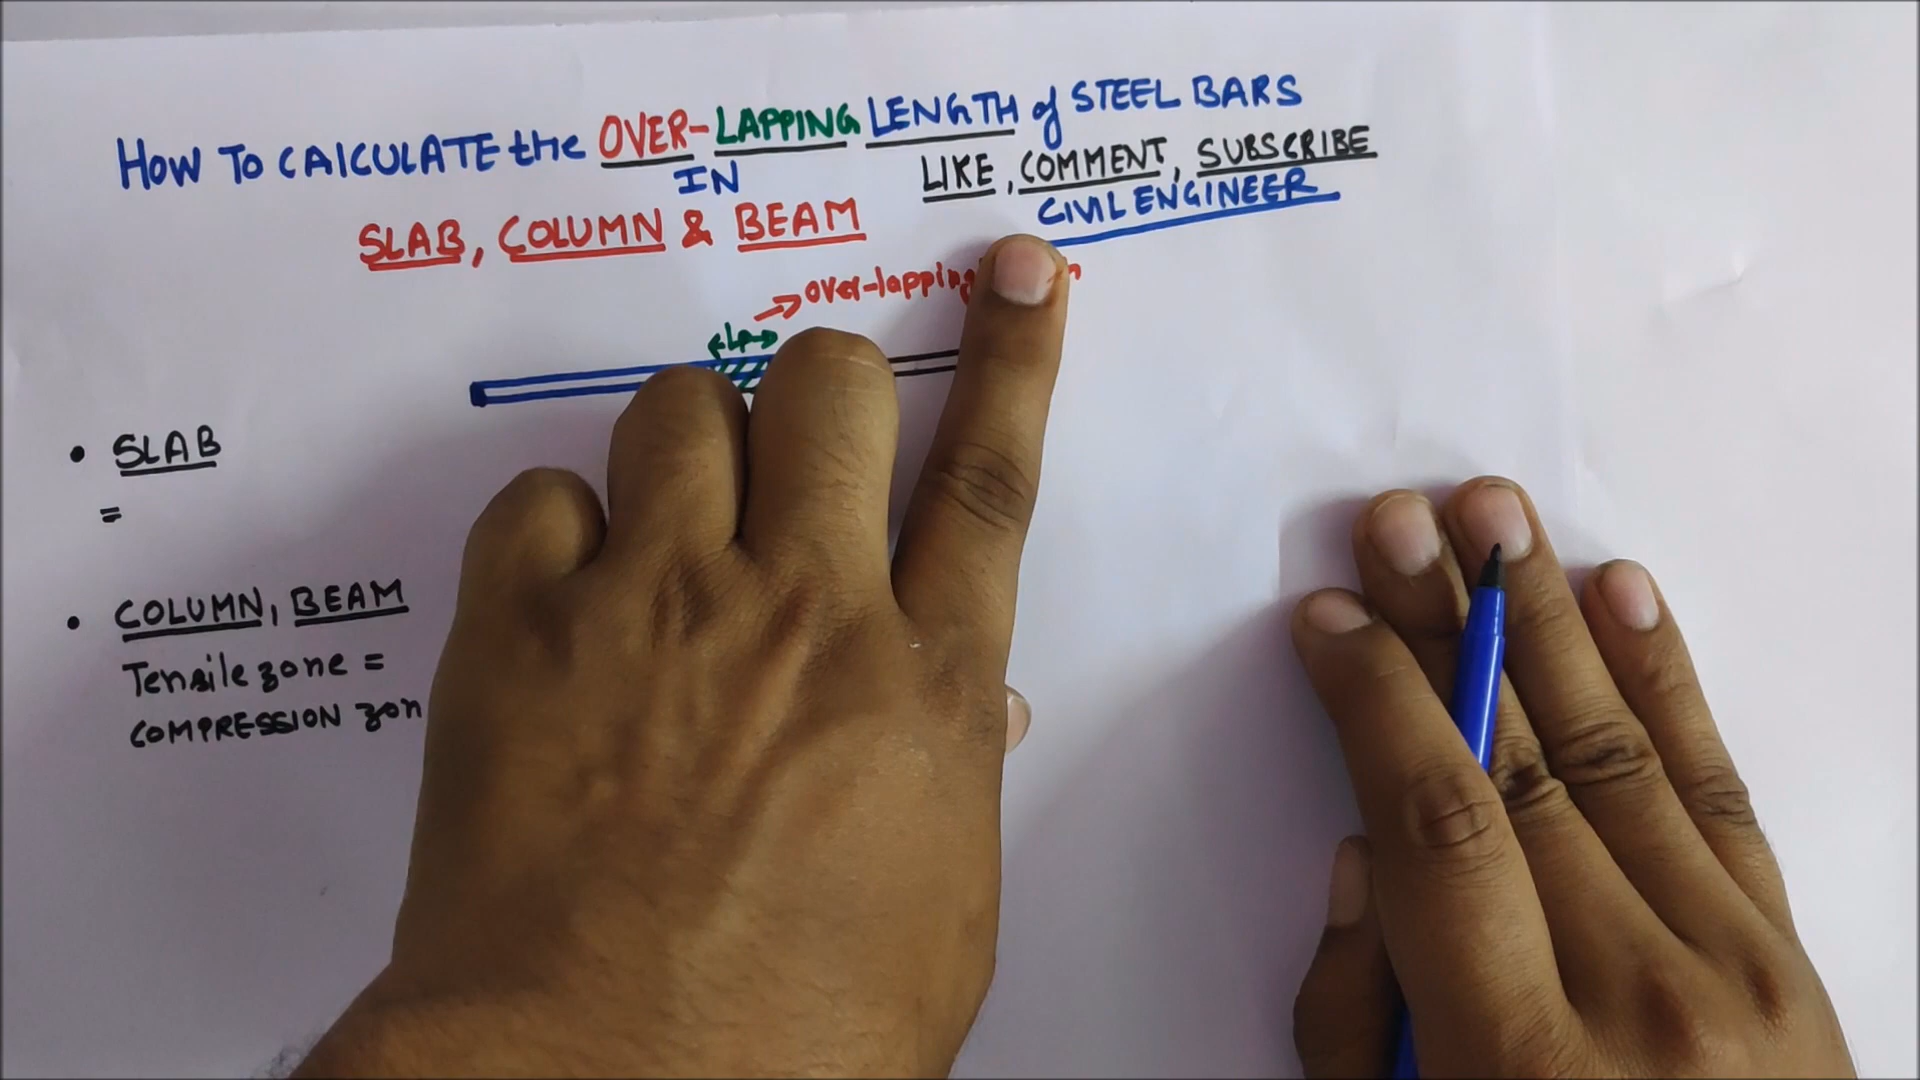 HOW TO CALCULATE the OVER-LAPPING LENGTH of STEEL BARS
IN
SLAB, COLUMN & BEAM
LIKE, COMMENT, SUBSCRIBE
CIVIL ENGINEER
over-lapping
• SLAB
=
• COLUMN, BEAM
Tensile zone =
COMPRESSION zon